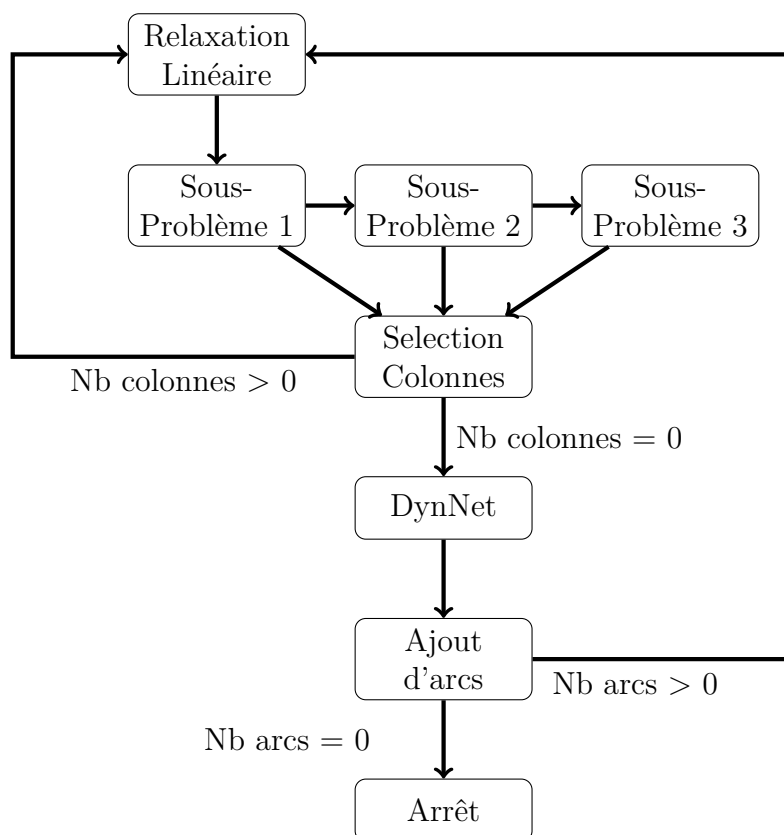 Relaxation
Linéaire
Sous-
Problème 1
Sous-
Problème 2
Sous-
Problème 3
Selection
Colonnes
Nb colonnes > 0
Nb colonnes = 0
DynNet
Ajout
d'arcs
Nb arcs > 0
Nb arcs = 0
Arrêt